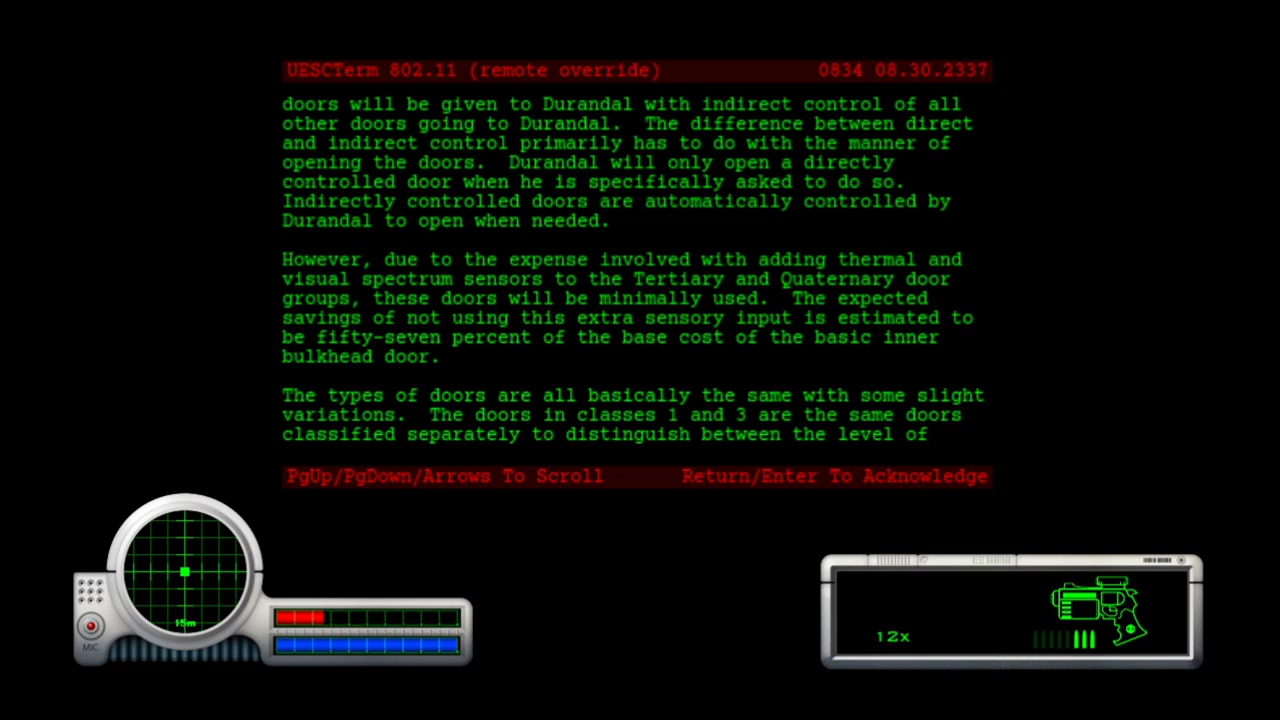 UESCTerm 802.11 (remote override) 0834 08.30.2337
doors will be given to Durandal with indirect control of all
other doors going to Durandal.  The difference between direct
and indirect control primarily has to do with the manner of
opening the doors.  Durandal will only open a directly
controlled door when he is specifically asked to do so.
Indirectly controlled doors are automatically controlled by
Durandal to open when needed.
However, due to the expense involved with adding thermal and
visual spectrum sensors to the Tertiary and Quaternary door
groups, these doors will be minimally used.  The expected
savings of not using this extra sensory input is estimated to
be fifty-seven percent of the base cost of the basic inner
bulkhead door.
The types of doors are all basically the same with some slight
variations.  The doors in classes 1 and 3 are the same doors
classified separately to distinguish between the level of
PgUp/PgDown/Arrows To Scroll Return/Enter To Acknowledge
15m
MIC
12x